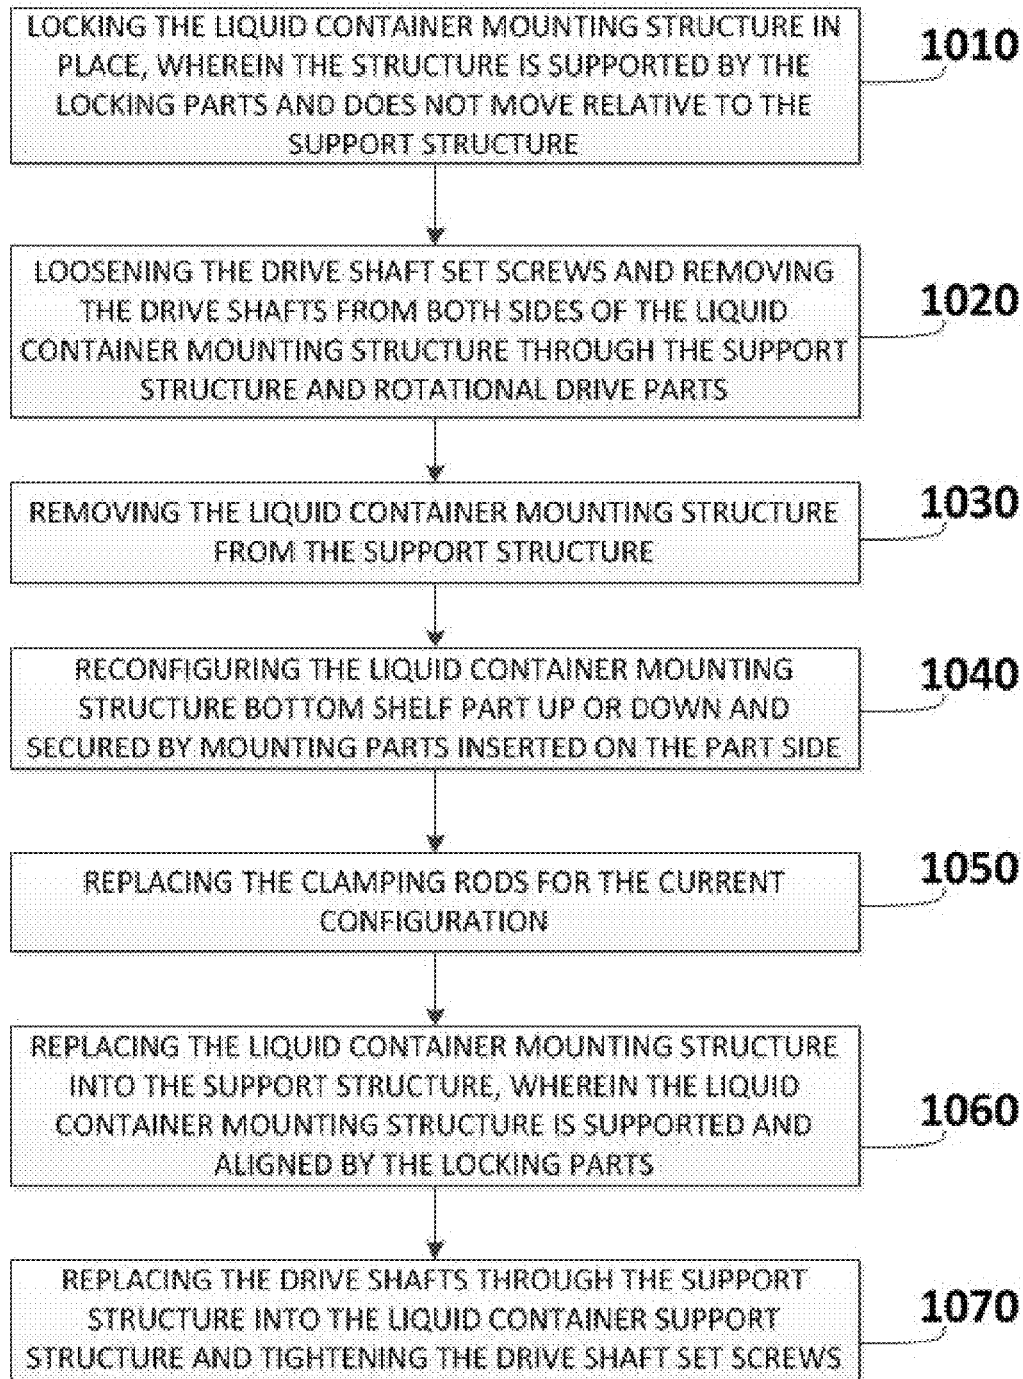 LOCKING THE LIQUID CONTAINER MOUNTING STRUCTURE IN
PLACE, WHEREIN THE STRUCTURE IS SUPPORTED BY THE
LOCKING PARTS AND DOES NOT MOVE RELATIVE TO THE
SUPPORT STRUCTURE
1010
LOOSENING THE DRIVE SHAFT SET SCREWS AND REMOVING
THE DRIVE SHAFTS FROM BOTH SIDES OF THE LIQUID
CONTAINER MOUNTING STRUCTURE THROUGH THE SUPPORT
STRUCTURE AND ROTATIONAL DRIVE PARTS
1020
REMOVING THE LIQUID CONTAINER MOUNTING STRUCTURE
FROM THE SUPPORT STRUCTURE
1030
RECONFIGURING THE LIQUID CONTAINER MOUNTING
STRUCTURE BOTTOM SHELF PART UP OR DOWN AND
SECURED BY MOUNTING PARTS INSERTED ON THE PART SIDE
1040
REPLACING THE CLAMPING RODS FOR THE CURRENT
CONFIGURATION
1050
REPLACING THE LIQUID CONTAINER MOUNTING STRUCTURE
INTO THE SUPPORT STRUCTURE, WHEREIN THE LIQUID
CONTAINER MOUNTING STRUCTURE IS SUPPORTED AND
ALIGNED BY THE LOCKING PARTS
1060
REPLACING THE DRIVE SHAFTS THROUGH THE SUPPORT
STRUCTURE INTO THE LIQUID CONTAINER SUPPORT
STRUCTURE AND TIGHTENING THE DRIVE SHAFT SET SCREWS
1070